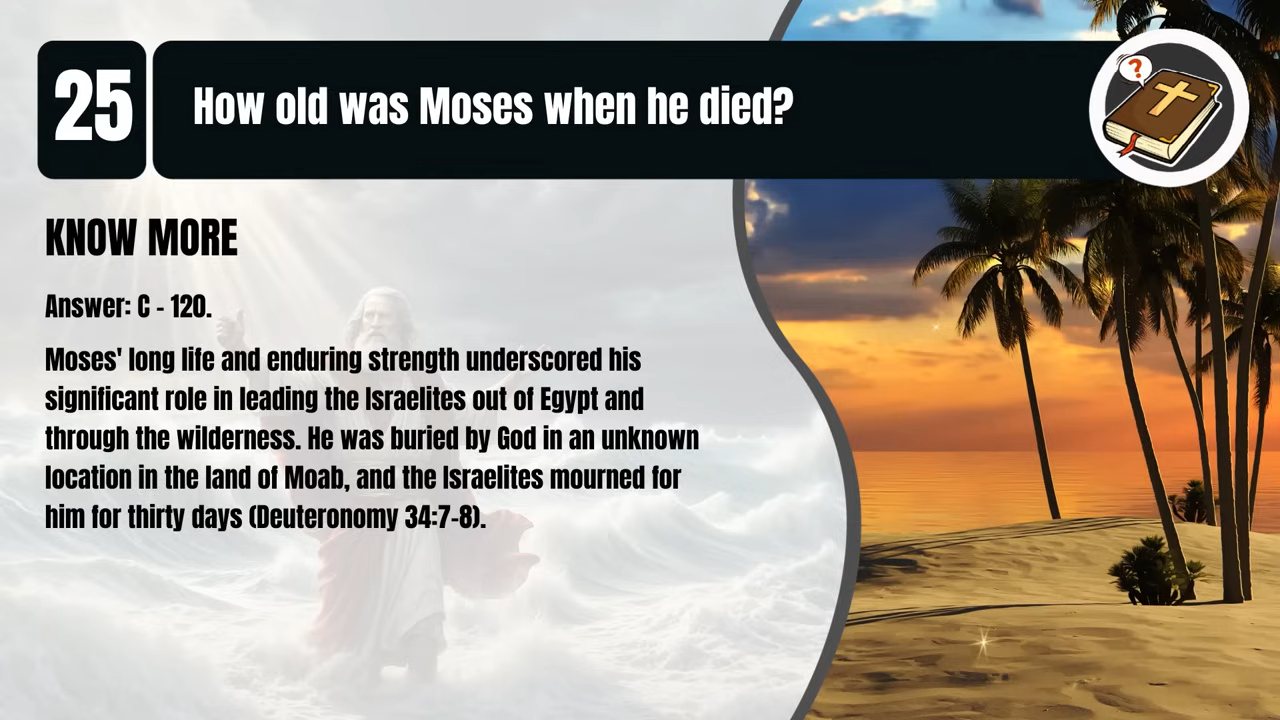 25
How old was Moses when he died?
?
KNOW MORE
Answer: C - 120.
Moses' long life and enduring strength underscored his
significant role in leading the Israelites out of Egypt and
through the wilderness. He was buried by God in an unknown
location in the land of Moab, and the Israelites mourned for
him for thirty days (Deuteronomy 34:7-8).